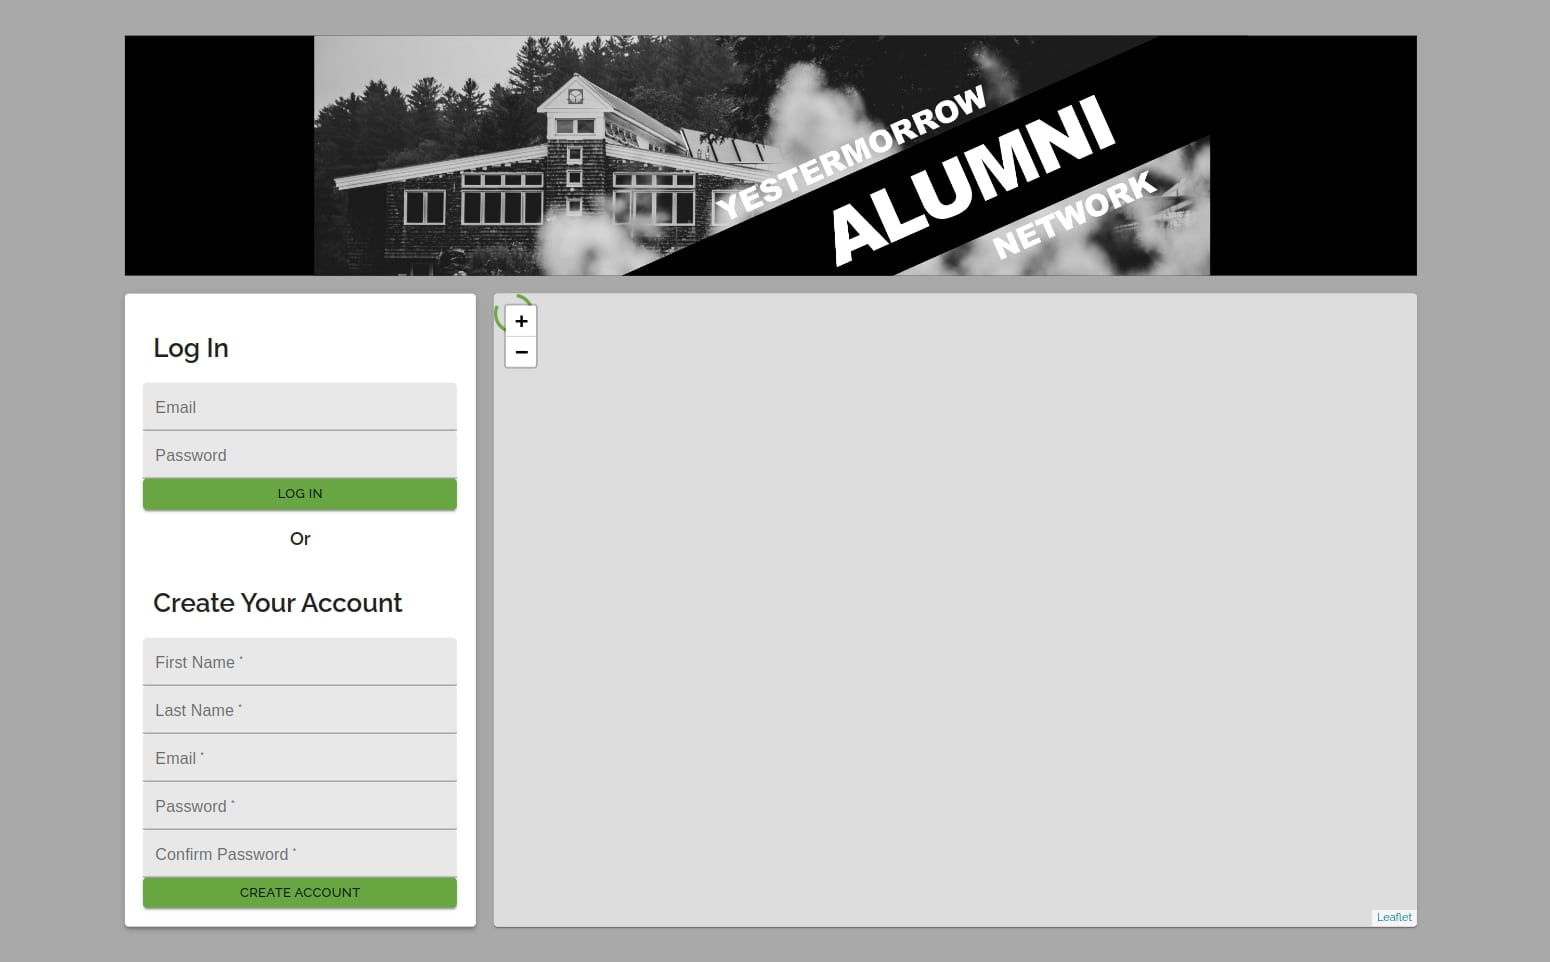 YESTERMORROW
ALUMNI
NETWORK
Log In
Email
Password
LOG IN
Or
Create Your Account
First Name *
Last Name *
Email *
Password *
Confirm Password *
CREATE ACCOUNT
+
−
Leaflet